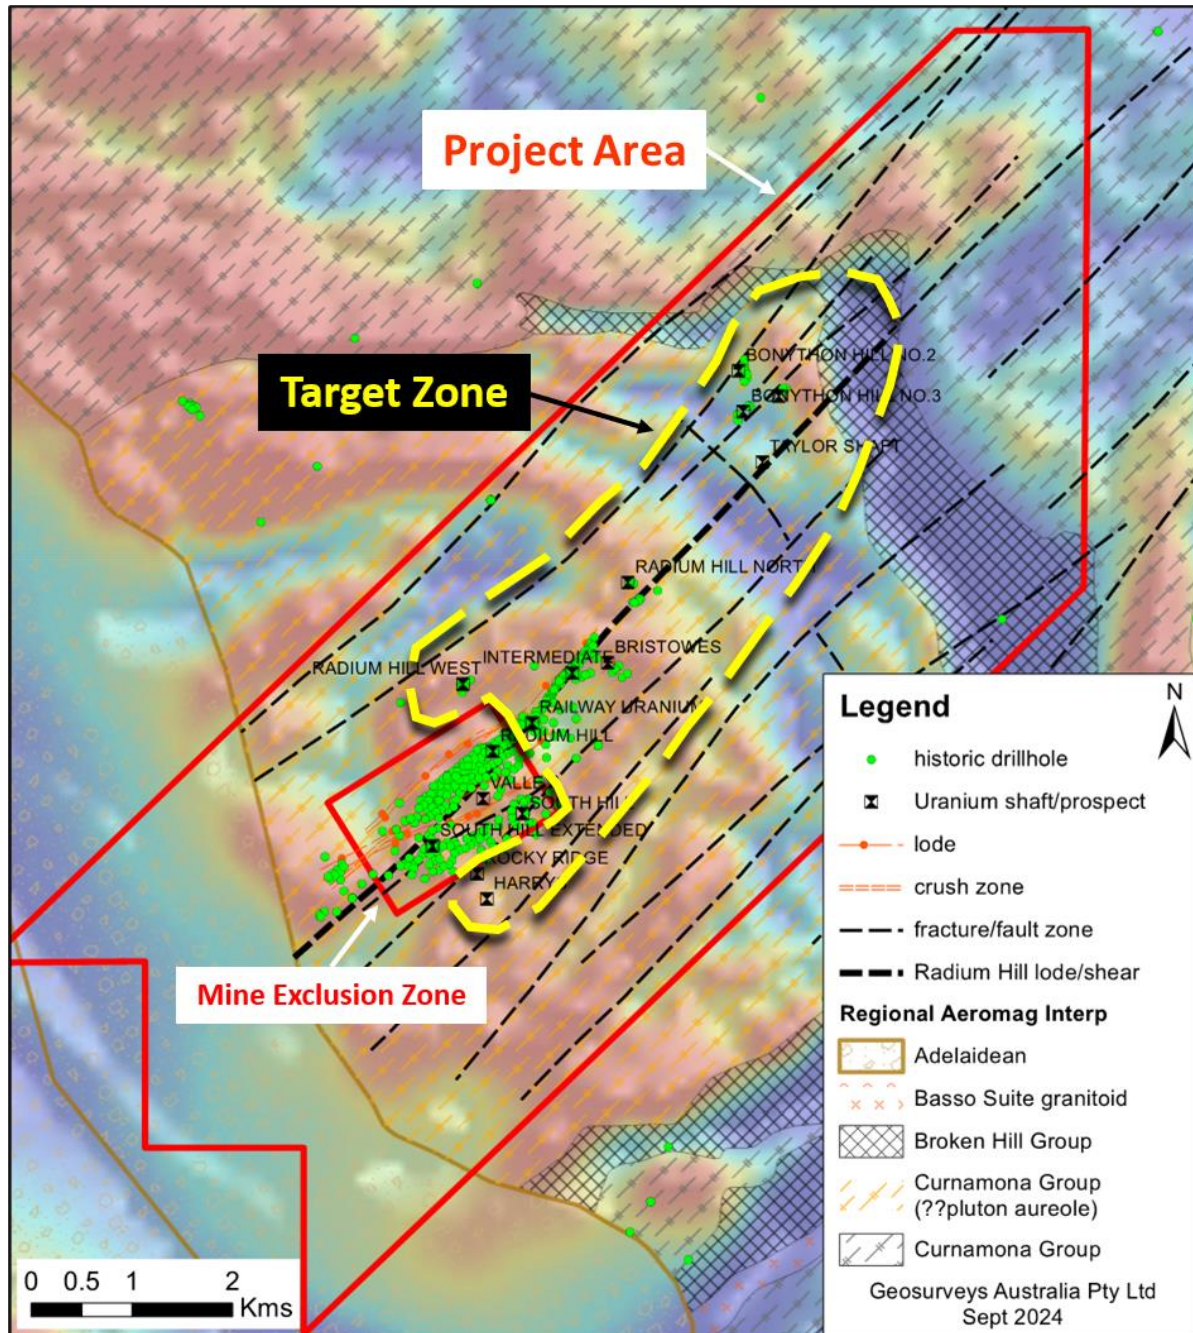 Project Area
Target Zone
BONYTHON HILL NO.2
BONYTHON HILL NO.3
TAYLOR SHAFT
RADIUM HILL NORTH
BRISTOWES
INTERMEDIATE
RADIUM HILL WEST
RAILWAY URANIUM
RADIUM HILL
VALLE
SOUTH HILL
SOUTH HILL EXTENDED
ROCKY RIDGE
HARRY
Mine Exclusion Zone
N
Legend
historic drillhole
Uranium shaft/prospect
lode
crush zone
fracture/fault zone
Radium Hill lode/shear
Regional Aeromag Interp
Adelaidean
Basso Suite granitoid
Broken Hill Group
Curnamona Group
(??pluton aureole)
Curnamona Group
Geosurveys Australia Pty Ltd
Sept 2024
0 0.5 1 2
Kms